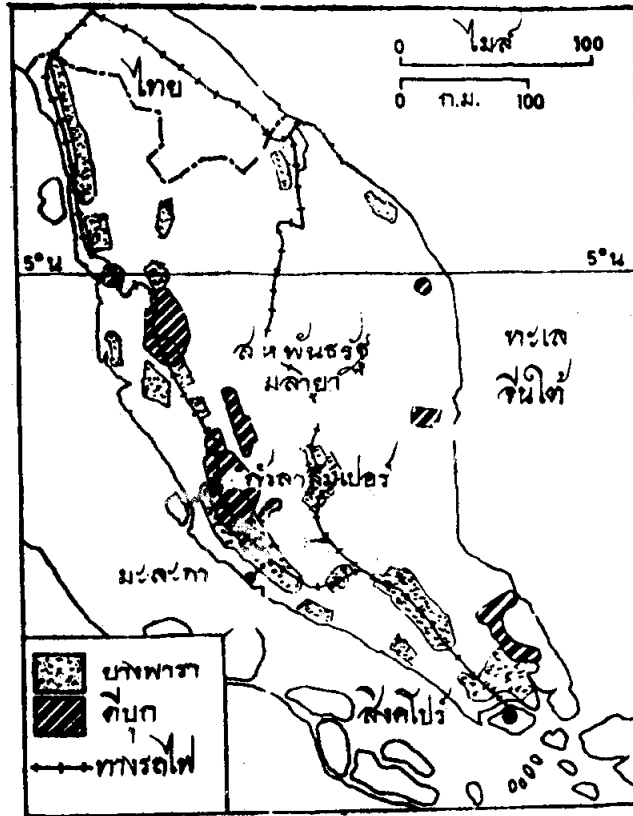 ไมล์
0 100
0 100
ก.ม.
ไทย
5°น 5°น
สหพันธรัฐ
มลายา
ทะเล
จีนใต้
กัวลาลัมเปอร์
มะละกา
สิงคโปร์
ยางพารา
ดีบุก
ทางรถไฟ